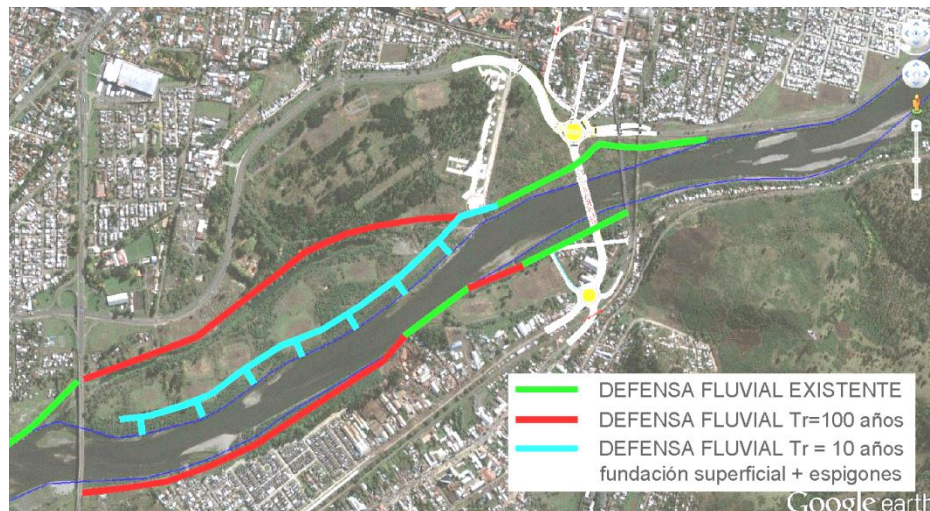 DEFENSA FLUVIAL EXISTENTE
DEFENSA FLUVIAL Tr=100 años
DEFENSA FLUVIAL Tr = 10 años
fundación superficial + espigones
Google earth